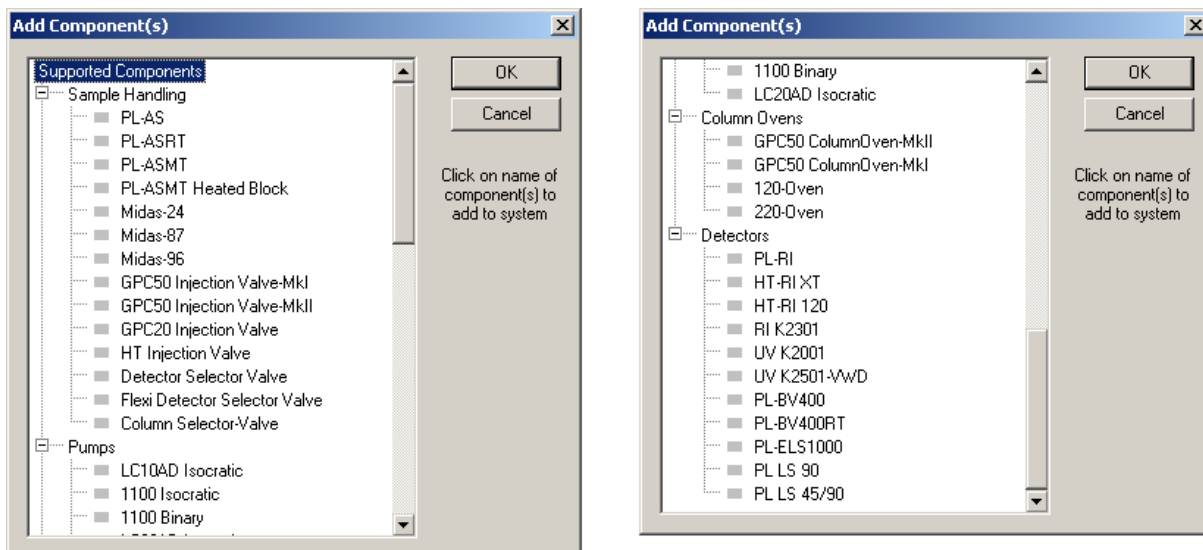 Add Component(s)
Supported Components
Sample Handling
PL-AS
PL-ASRT
PL-ASMT
PL-ASMT Heated Block
Midas-24
Midas-87
Midas-96
GPC50 Injection Valve-MkI
GPC50 Injection Valve-MkII
GPC20 Injection Valve
HT Injection Valve
Detector Selector Valve
Flexi Detector Selector Valve
Column Selector-Valve
Pumps
LC10AD Isocratic
1100 Isocratic
1100 Binary
OK
Cancel
Click on name of
component(s) to
add to system
Add Component(s)
1100 Binary
LC20AD Isocratic
Column Ovens
GPC50 ColumnOven-MkII
GPC50 ColumnOven-MkI
120-Oven
220-Oven
Detectors
PL-RI
HT-RI XT
HT-RI 120
RI K2301
UV K2001
UV K2501-VWD
PL-BV400
PL-BV400RT
PL-ELS1000
PL LS 90
PL LS 45/90
OK
Cancel
Click on name of
component(s) to
add to system